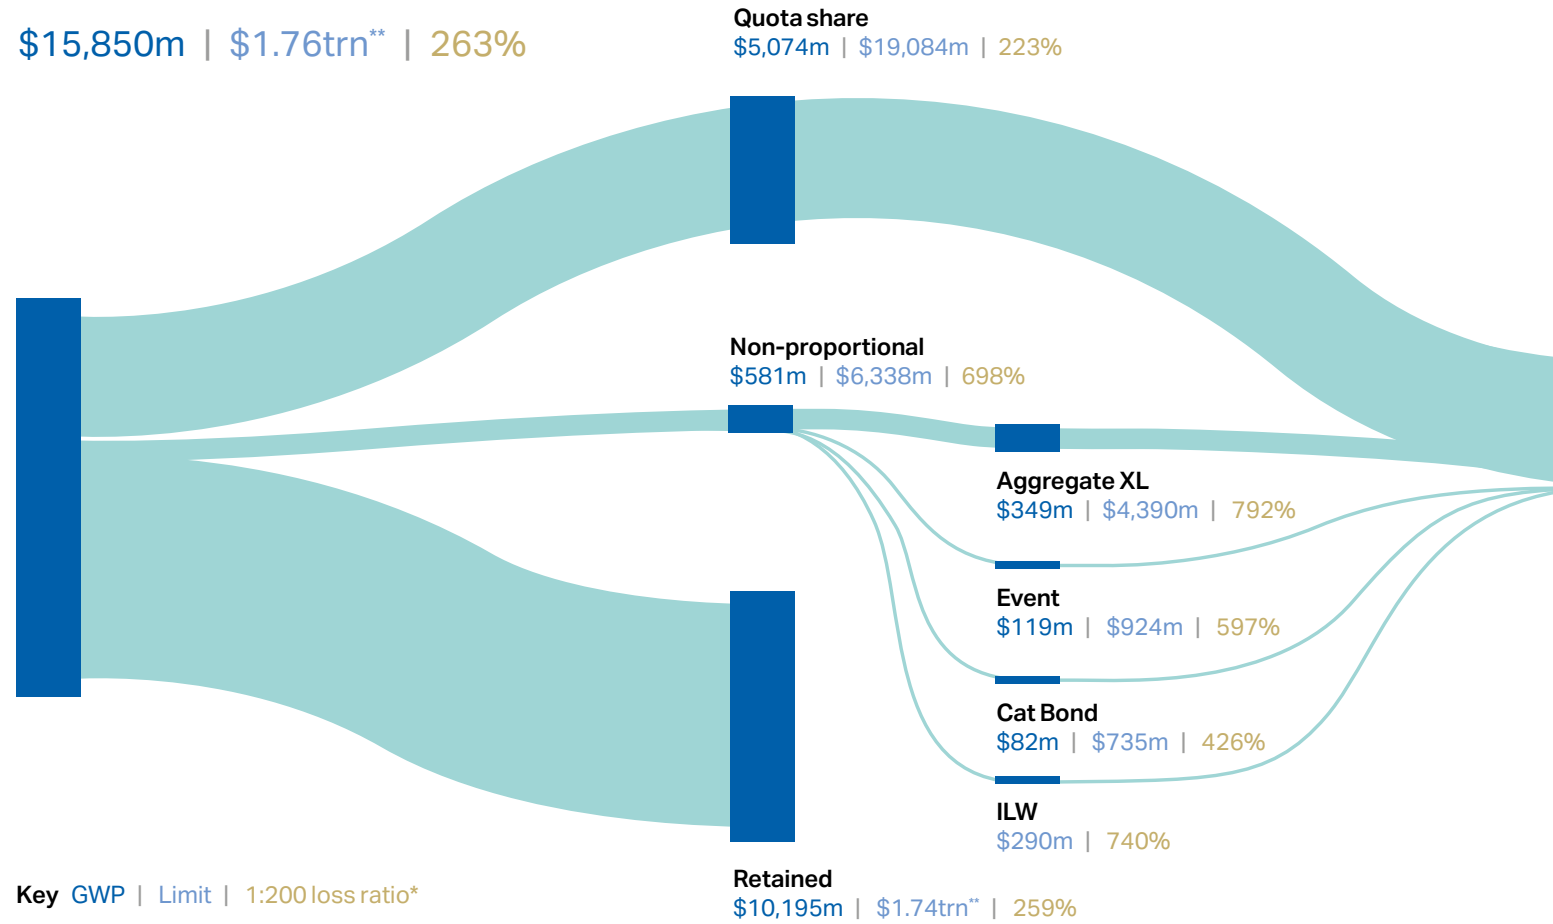 $15,850m | $1.76trn** | 263%
Quota share
$5,074m | $19,084m | 223%
Non-proportional
$581m | $6,338m | 698%
Aggregate XL
$349m | $4,390m | 792%
Event
$119m | $924m | 597%
Cat Bond
$82m | $735m | 426%
ILW
$290m | 740%
Retained
$10,195m | $1.74trn** | 259%
Key GWP | Limit | 1:200 loss ratio*